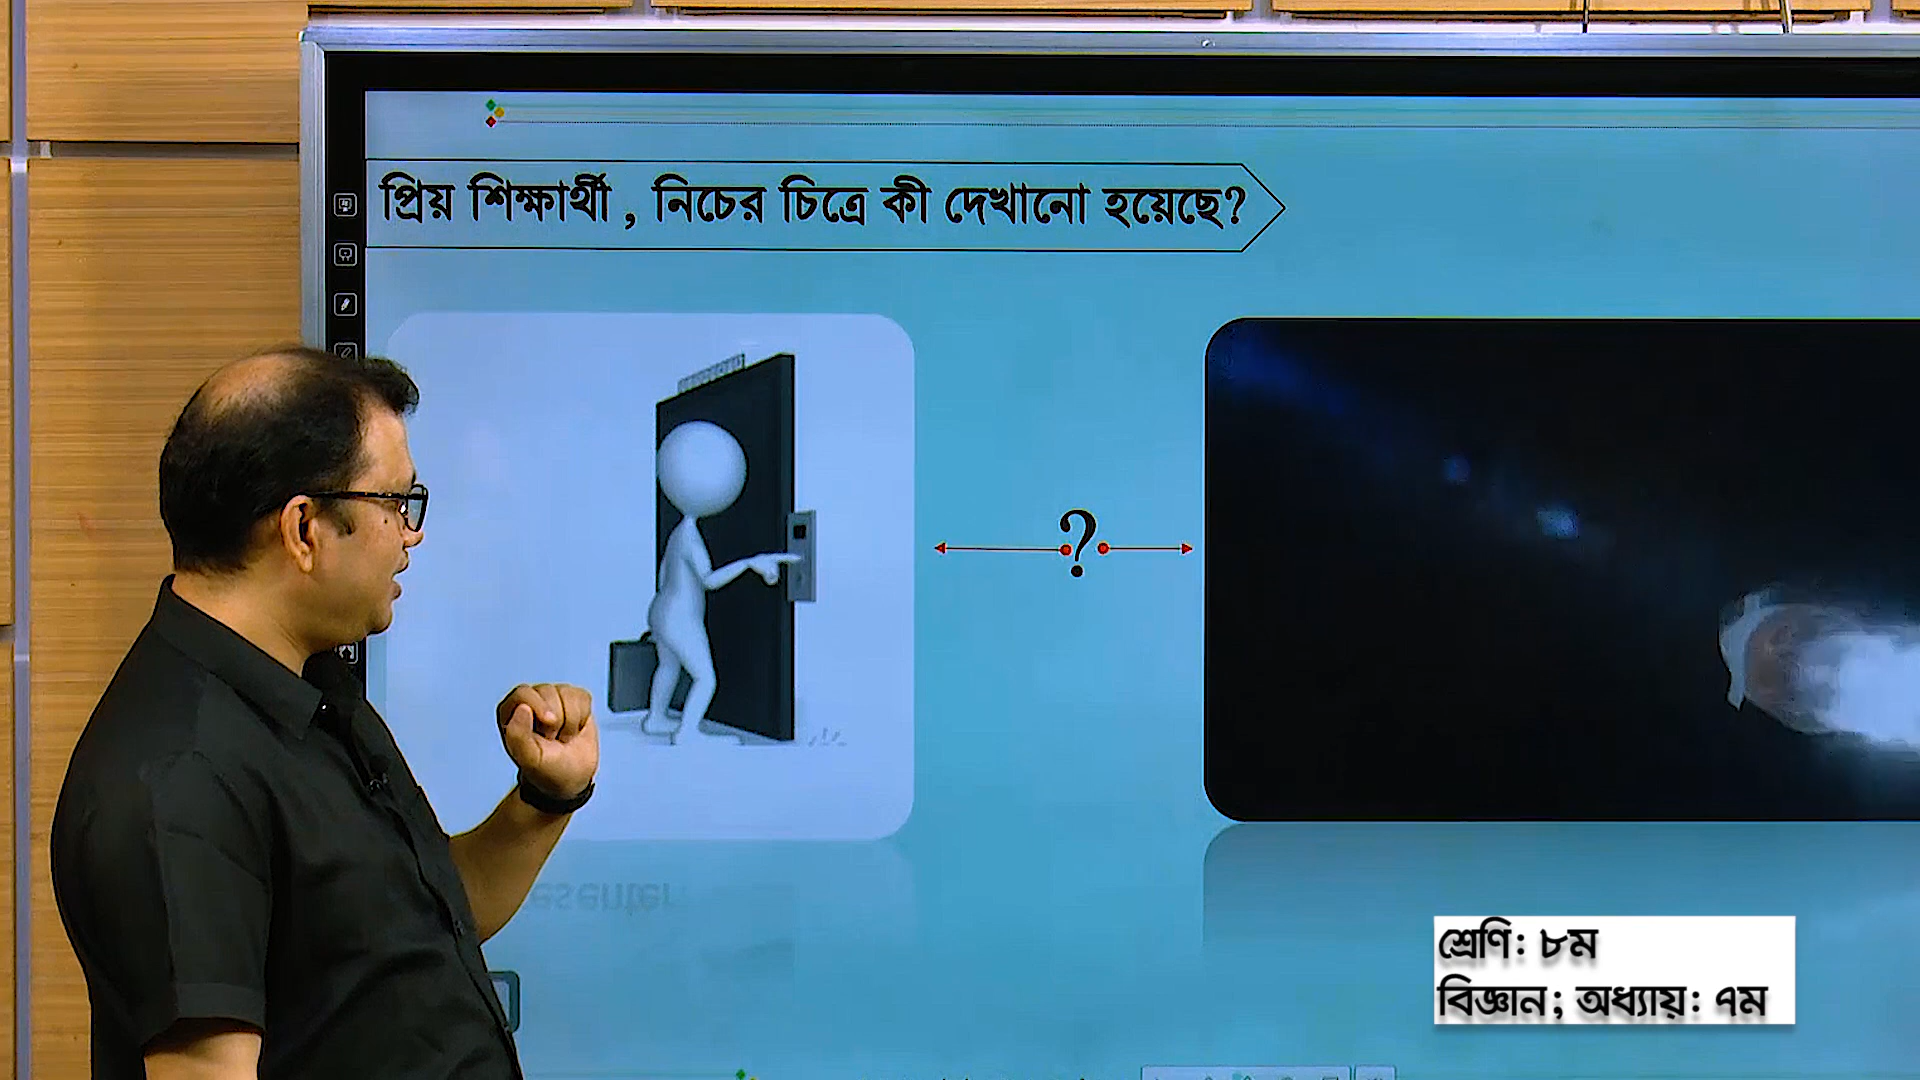 প্রিয় শিক্ষার্থী , নিচের চিত্রে কী দেখানো হয়েছে?
?
শ্রেণি: ৮ম
বিজ্ঞান; অধ্যায়: ৭ম